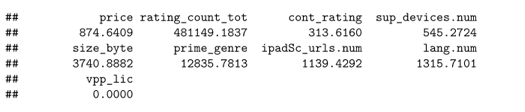 ## price rating_count_tot cont_rating sup_devices.num
## 874.6409 481149.1837 313.6160 545.2724
## size_byte prime_genre ipadSc_urls.num lang.num
## 3740.8882 12835.7813 1139.4292 1315.7101
## vpp_lic
## 0.0000